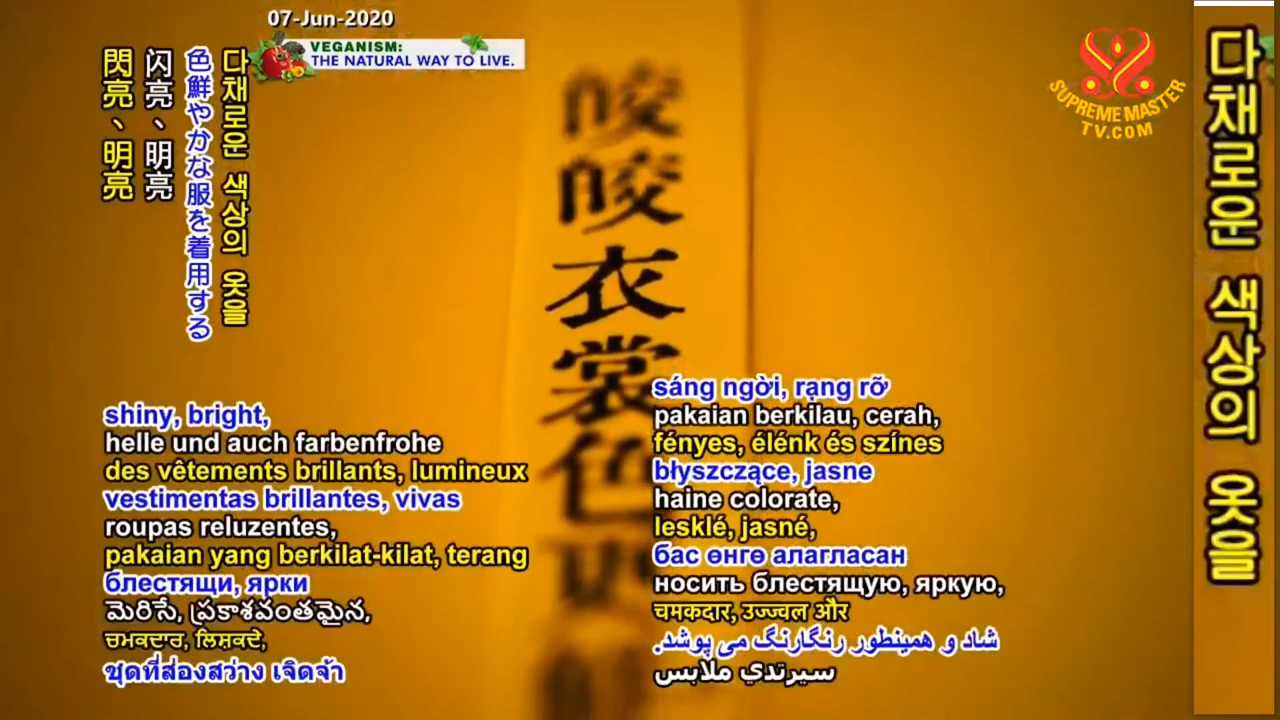 07-Jun-2020
VEGANISM:
THE NATURAL WAY TO LIVE.
SUPREME MASTER
TV.COM
다채로운 색상의 옷을
色鮮やかな服を着用する
闪亮、明亮
閃亮、明亮
皎皎衣裳色
다채로운 색상의 옷을
shiny, bright,
helle und auch farbenfrohe
des vêtements brillants, lumineux
vestimentas brillantes, vivas
roupas reluzentes,
pakaian yang berkilat-kilat, terang
блестящи, ярки
మెరిసే, ప్రకాశవంతమైన,
ਚਮਕਦਾਰ, ਲਿਸ਼ਕਦੇ,
ชุดที่ส่องสว่าง เจิดจ้า
sáng ngời, rạng rỡ
pakaian berkilau, cerah,
fényes, élénk és színes
błyszczące, jasne
haine colorate,
lesklé, jasné,
бас өнгө алагласан
носить блестящую, яркую,
चमकदार, उज्ज्वल और
شاد و همینطور رنگارنگ می پوشد.
سيرتدي ملابس